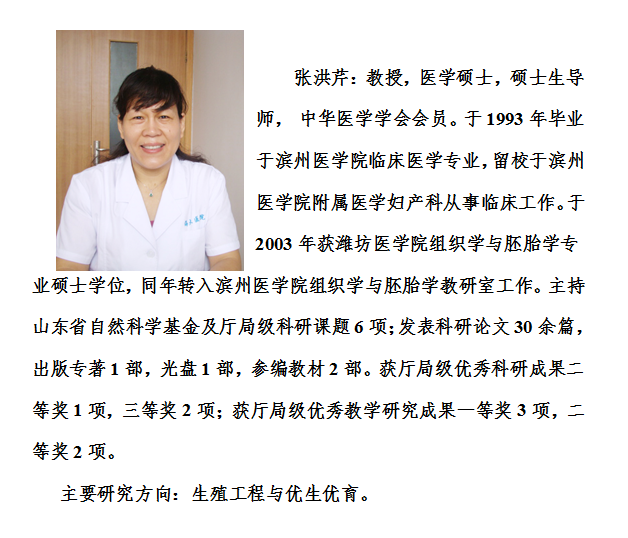 张洪芹：教授，医学硕士，硕士生导
师， 中华医学学会会员。于 1993 年毕业
于滨州医学院临床医学专业，留校于滨州
医学院附属医学妇产科从事临床工作。于
2003 年获潍坊医学院组织学与胚胎学专
业硕士学位，同年转入滨州医学院组织学与胚胎学教研室工作。主持
山东省自然科学基金及厅局级科研课题 6 项；发表科研论文 30 余篇，
出版专著 1 部，光盘 1 部，参编教材 2 部。获厅局级优秀科研成果二
等奖 1 项，三等奖 2 项；获厅局级优秀教学研究成果一等奖 3 项，二
等奖 2 项。
主要研究方向：生殖工程与优生优育。